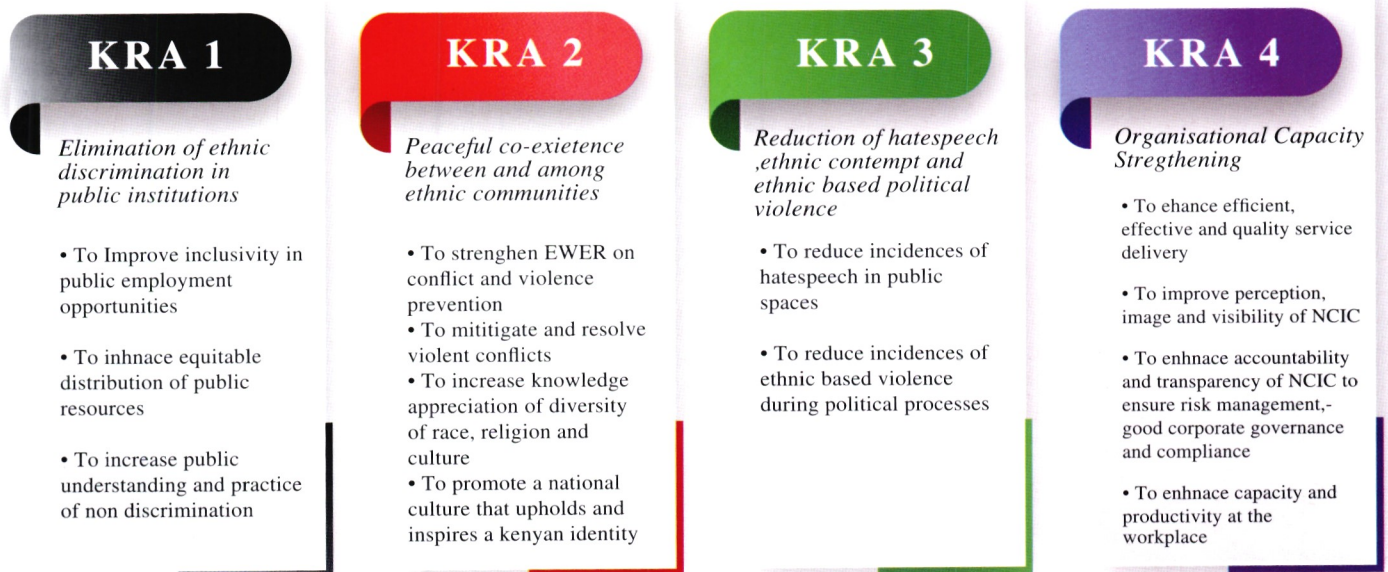 KRA 1
Elimination of ethnic
discrimination in
public institutions
• To Improve inclusivity in
public employment
opportunities
• To inhnace equitable
distribution of public
resources
• To increase public
understanding and practice
of non discrimination
KRA 2
Peaceful co-exietence
between and among
ethnic communities
• To strenghen EWER on
conflict and violence
prevention
• To mititigate and resolve
violent conflicts
• To increase knowledge
appreciation of diversity
of race, religion and
culture
• To promote a national
culture that upholds and
inspires a kenyan identity
KRA 3
Reduction of hatespeech
,ethnic contempt and
ethnic based political
violence
• To reduce incidences of
hatespeech in public
spaces
• To reduce incidences of
ethnic based violence
during political processes
KRA 4
Organisational Capacity
Stregthening
• To ehance efficient,
effective and quality service
delivery
• To improve perception,
image and visibility of NCIC
• To enhnace accountability
and transparency of NCIC to
ensure risk management,-
good corporate governance
and compliance
• To enhnace capacity and
productivity at the
workplace